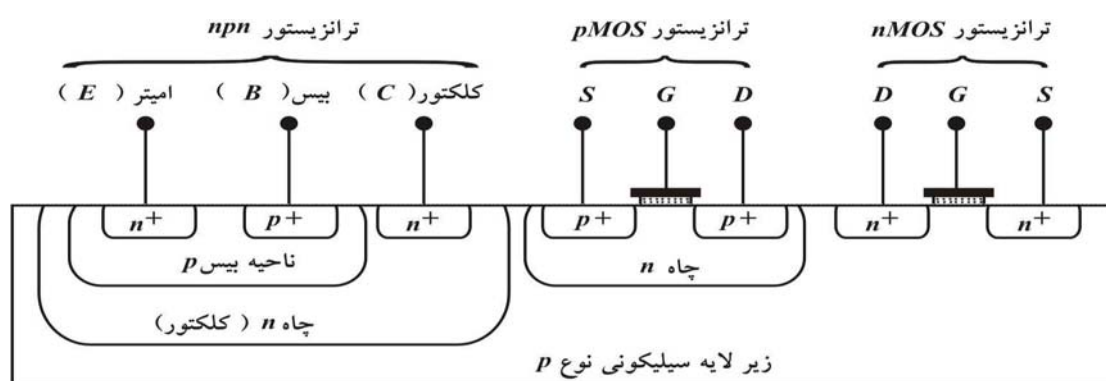 ترانزیستور nMOS ترانزیستور pMOS ترانزیستور npn
امیتر ( E ) بیس ( B ) کلکتور ( C ) S G D D G S
n+ p+ n+ p+ p+ n+ n+
ناحیه بیس p چاه n
چاه n ( کلکتور)
زیر لایه سیلیکونی نوع p